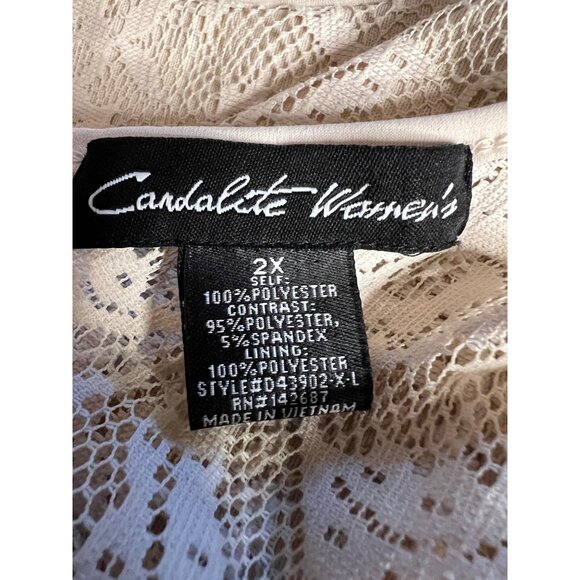 Candalite Women's
2X
SELF:
100%POLYESTER
CONTRAST:
95%POLYESTER,
5%SPANDEX
LINING:
100%POLYESTER
STYLE#D43902-X-L
RN#142687
MADE IN VIETNAM